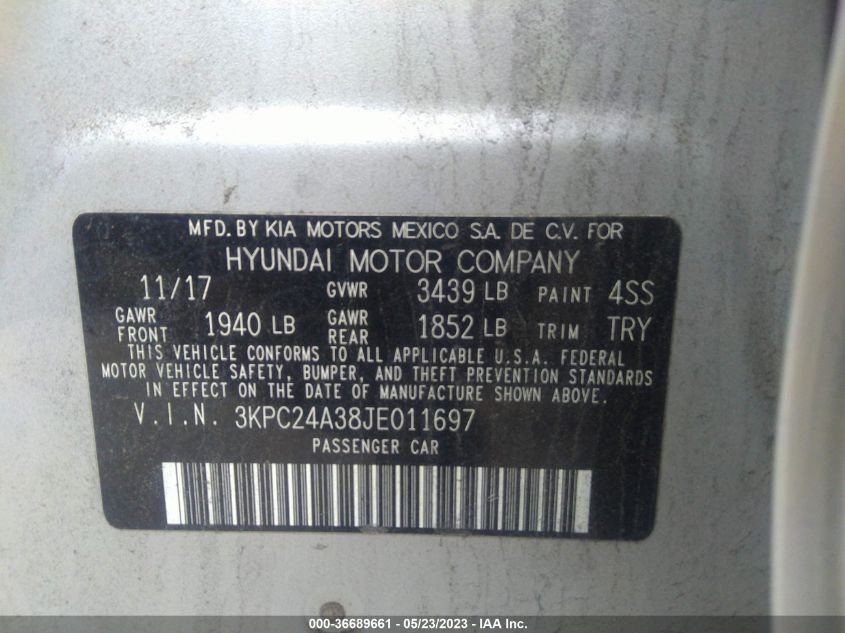 MFD. BY KIA MOTORS MEXICO S.A. DE C.V. FOR
HYUNDAI MOTOR COMPANY
11/17 GVWR 3439 LB PAINT 4SS
GAWR FRONT 1940 LB GAWR REAR 1852 LB TRIM TRY
THIS VEHICLE CONFORMS TO ALL APPLICABLE U.S.A. FEDERAL
MOTOR VEHICLE SAFETY, BUMPER, AND THEFT PREVENTION STANDARDS
IN EFFECT ON THE DATE OF MANUFACTURE SHOWN ABOVE.
V.I.N. 3KPC24A38JE011697
PASSENGER CAR
000-36689661 - 05/23/2023 - IAA Inc.